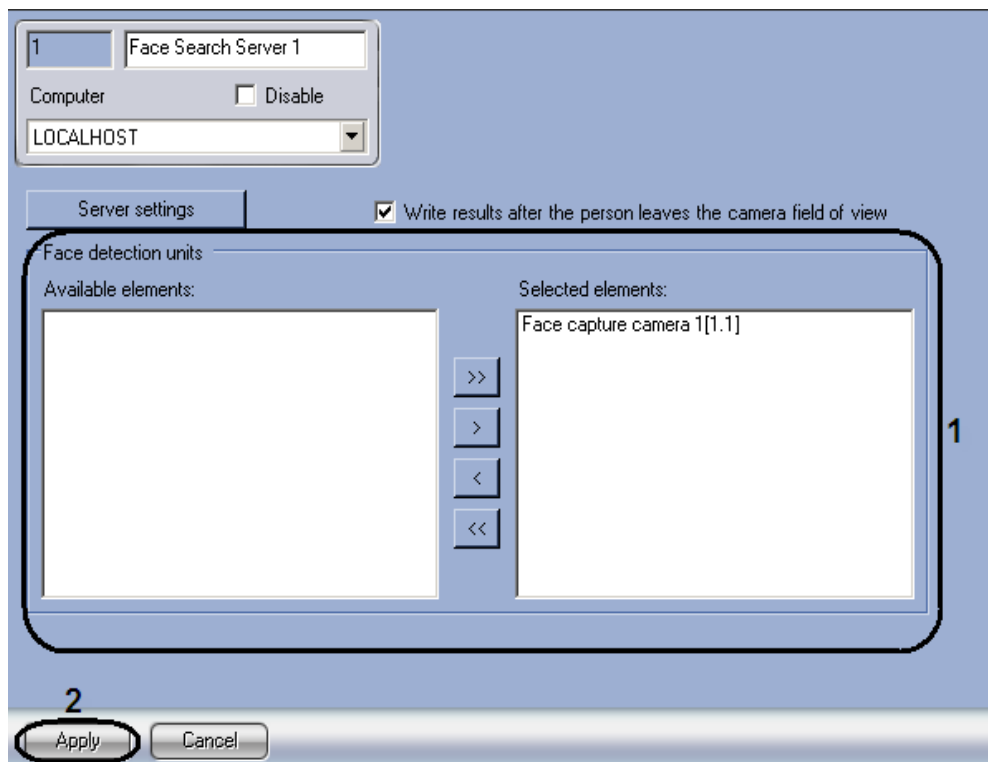 1 Face Search Server 1
Computer Disable
LOCALHOST
Server settings Write results after the person leaves the camera field of view
Face detection units
Available elements: Selected elements:
Face capture camera 1[1.1]
>>
>
1
<
<<
2
Apply Cancel